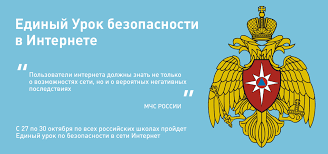 Единый Урок безопасности
в Интернете
“
Пользователи интернета должны знать не только
о возможностях сети, но и о вероятных негативных
последствиях
”
МЧС РОССИИ
С 27 по 30 октября по всех российских школах пройдет
Единый урок по безопасности в сети Интернет